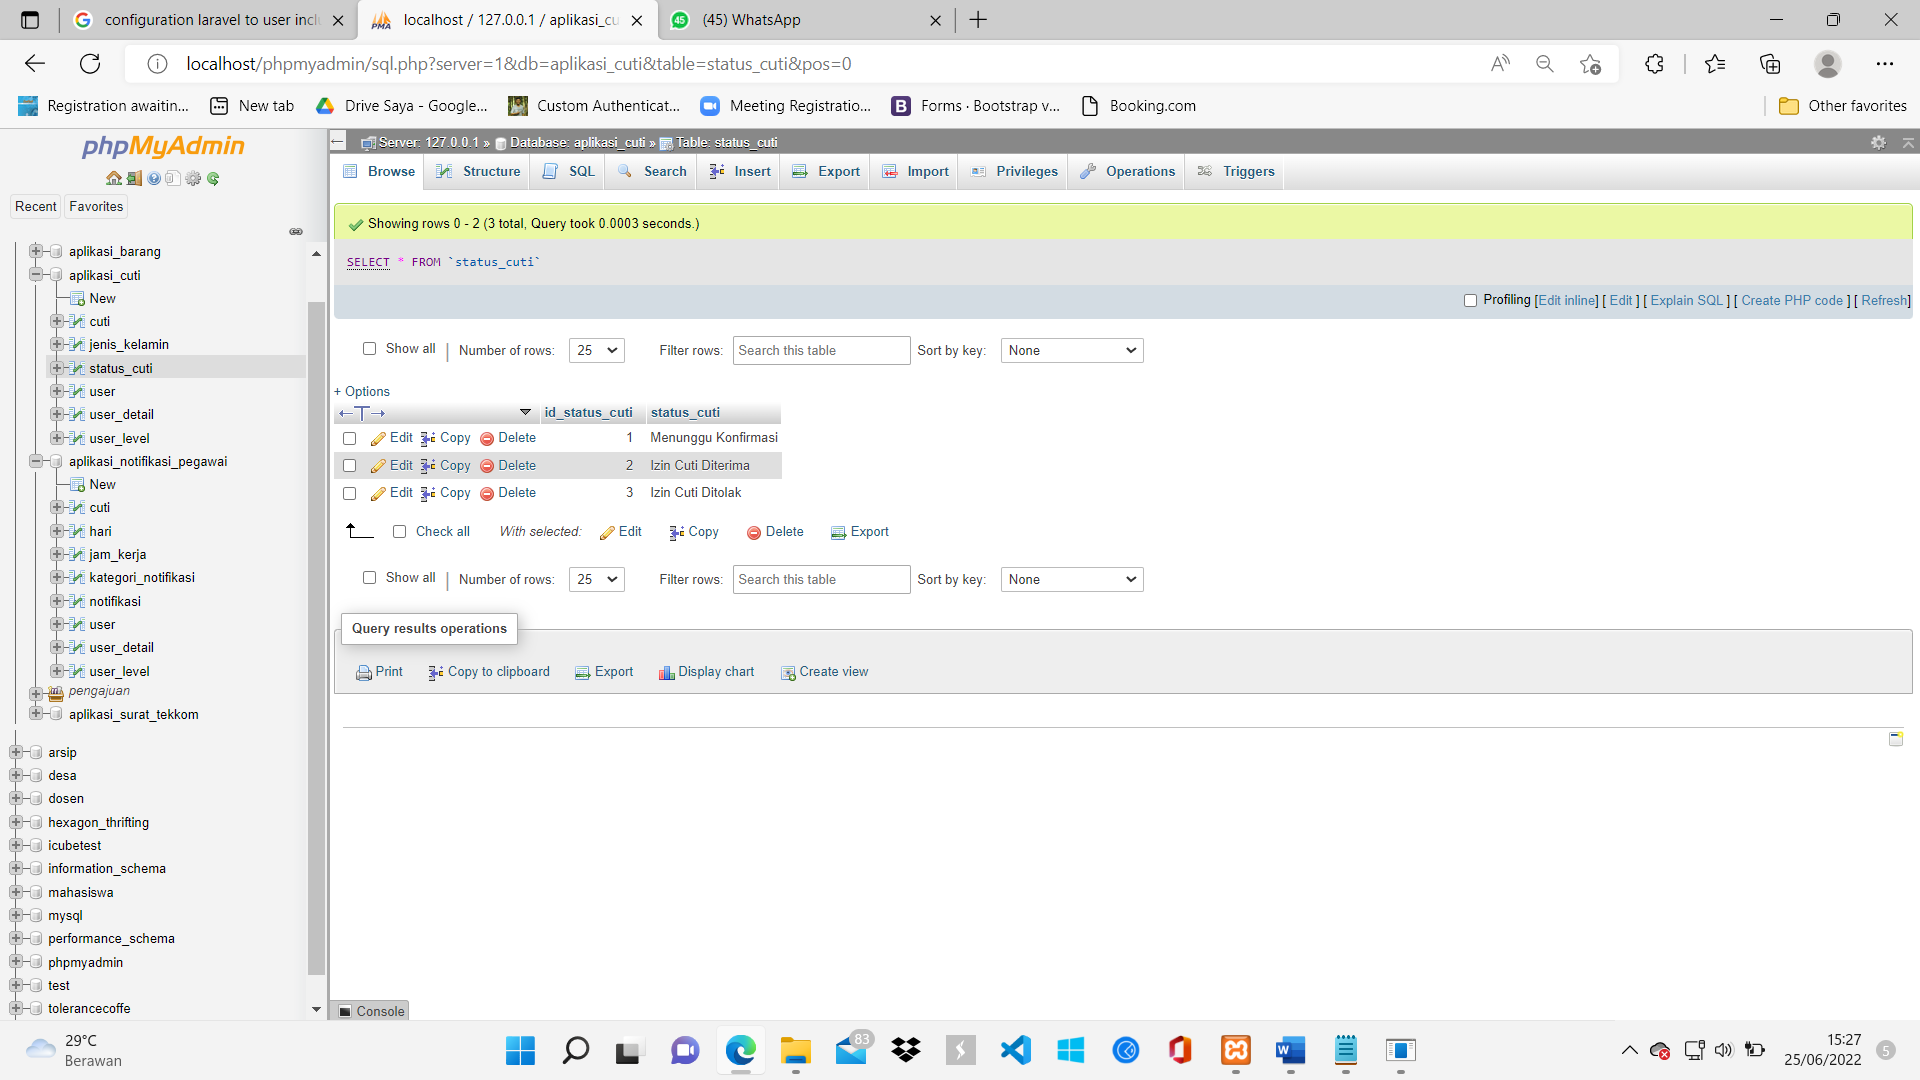 configuration laravel to user incl
localhost / 127.0.0.1 / aplikasi_cu
(45) WhatsApp
localhost/phpmyadmin/sql.php?server=1&db=aplikasi_cuti&table=status_cuti&pos=0
Registration awaitin...
New tab
Drive Saya - Google...
Custom Authenticat...
Meeting Registratio...
Forms · Bootstrap v...
Booking.com
Other favorites
phpMyAdmin
Recent
Favorites
aplikasi_barang
aplikasi_cuti
New
cuti
jenis_kelamin
status_cuti
user
user_detail
user_level
aplikasi_notifikasi_pegawai
New
cuti
hari
jam_kerja
kategori_notifikasi
notifikasi
user
user_detail
user_level
pengajuan
aplikasi_surat_tekkom
arsip
desa
dosen
hexagon_thrifting
icubetest
information_schema
mahasiswa
mysql
performance_schema
phpmyadmin
test
tolerancecoffe
Server: 127.0.0.1 » Database: aplikasi_cuti » Table: status_cuti
Browse Structure SQL Search Insert Export Import Privileges Operations Triggers
Showing rows 0 - 2 (3 total, Query took 0.0003 seconds.)
SELECT * FROM `status_cuti`
Profiling [Edit inline] [ Edit ] [ Explain SQL ] [ Create PHP code ] [ Refresh]
Show all | Number of rows: 25 Filter rows: Search this table Sort by key: None
+ Options
←T→ id_status_cuti status_cuti
Edit Copy Delete 1 Menunggu Konfirmasi
Edit Copy Delete 2 Izin Cuti Diterima
Edit Copy Delete 3 Izin Cuti Ditolak
Check all With selected: Edit Copy Delete Export
Show all | Number of rows: 25 Filter rows: Search this table Sort by key: None
Query results operations
Print Copy to clipboard Export Display chart Create view
Console
29°C
Berawan
83
15:27
25/06/2022
5